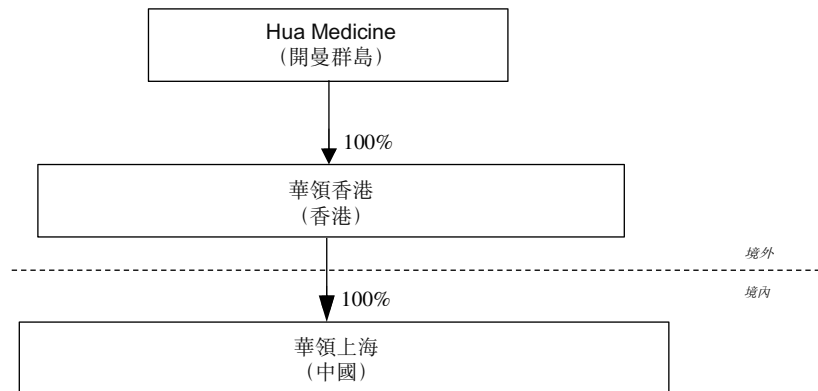 Hua Medicine
（開曼群島）
100%
華領香港
（香港）
境外
境內
100%
華領上海
（中國）